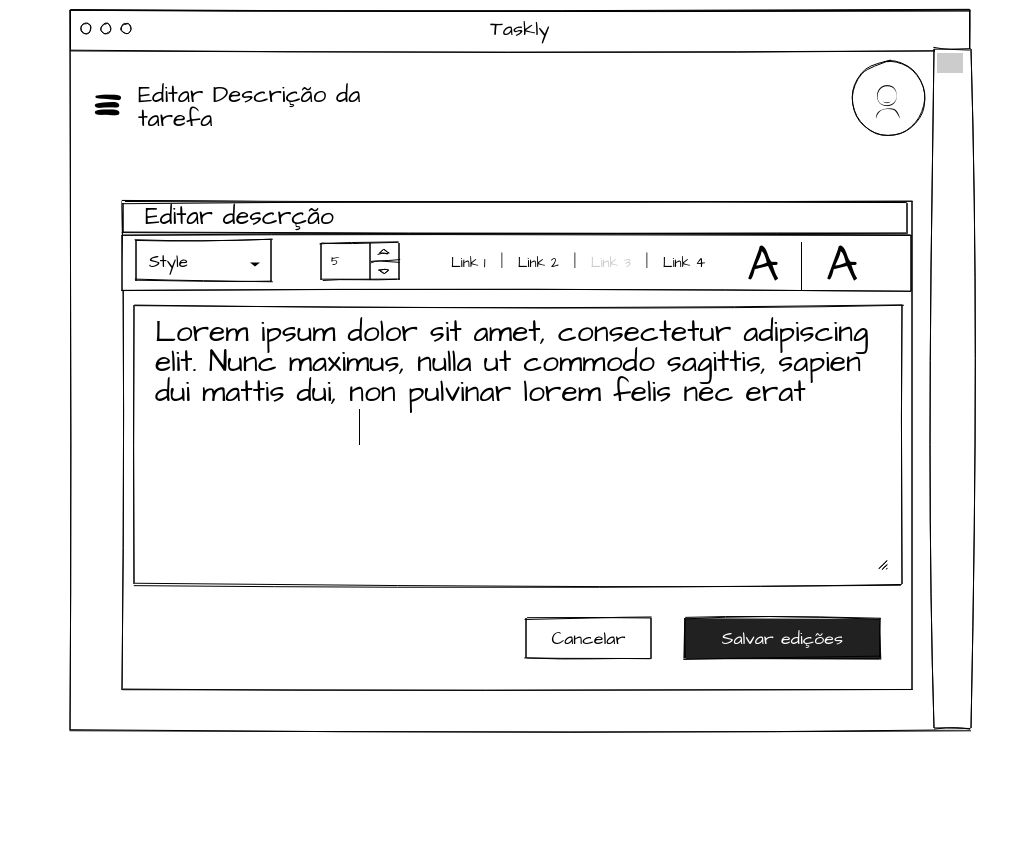 Taskly
Editar Descrição da
tarefa
Editar descrção
Style 5 Link 1 | Link 2 | Link 3 | Link 4 A A
Lorem ipsum dolor sit amet, consectetur adipiscing
elit. Nunc maximus, nulla ut commodo sagittis, sapien
dui mattis dui, non pulvinar lorem felis nec erat
Cancelar Salvar edições